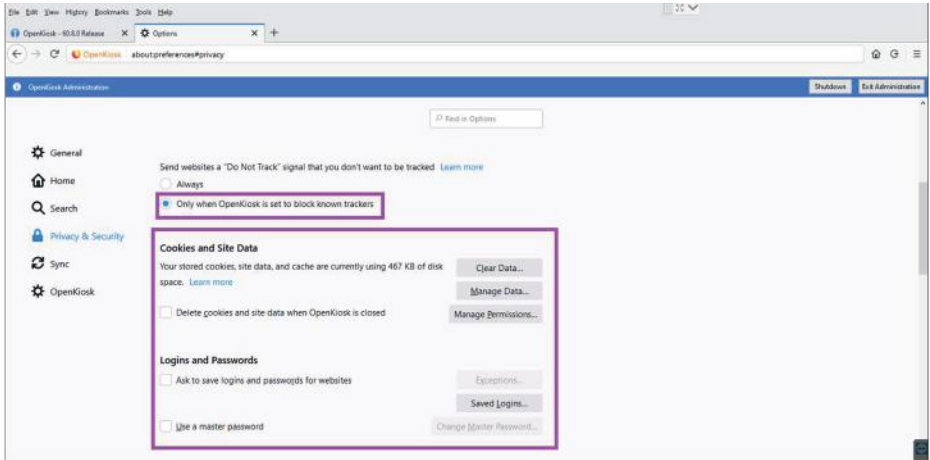 File Edit View History Bookmarks Tools Help
OpenKiosk - 60.8.0 Release
Options
OpenKiosk
about:preferences#privacy
OpenKiosk Administration
Shutdown
Exit Administration
Find in Options
General
Home
Search
Privacy & Security
Sync
OpenKiosk
Send websites a "Do Not Track" signal that you don't want to be tracked Learn more
Always
Only when OpenKiosk is set to block known trackers
Cookies and Site Data
Your stored cookies, site data, and cache are currently using 467 KB of disk
space. Learn more
Clear Data...
Manage Data...
Delete cookies and site data when OpenKiosk is closed
Manage Permissions...
Logins and Passwords
Ask to save logins and passwords for websites
Exceptions...
Saved Logins...
Use a master password
Change Master Password...